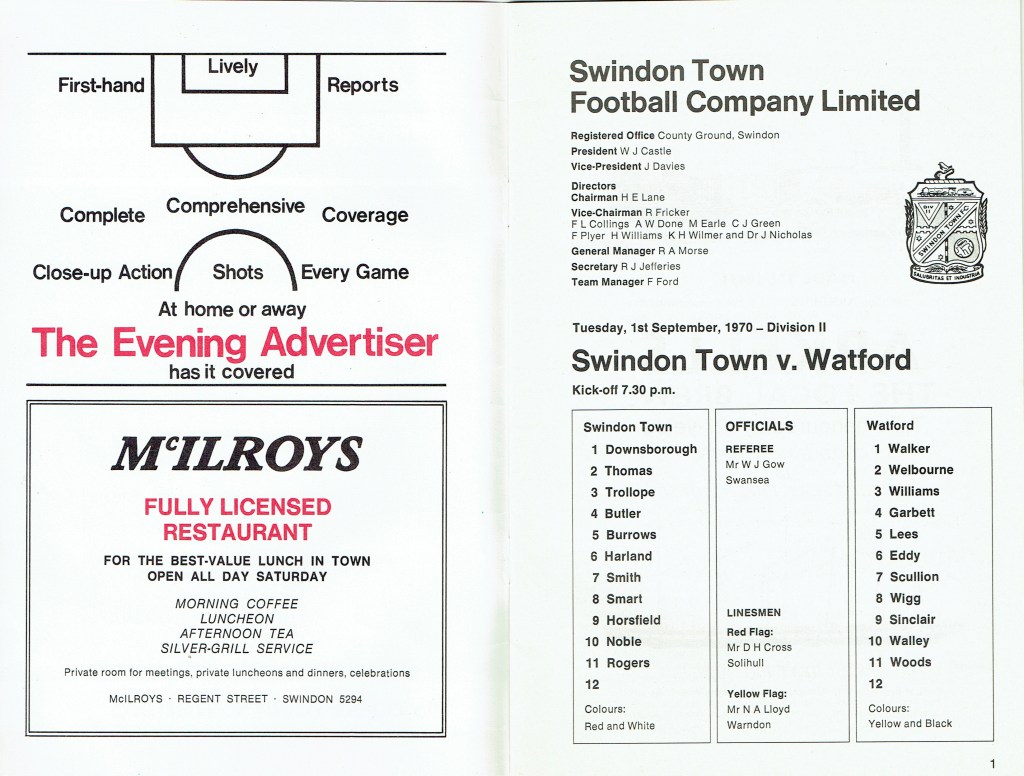 Lively
First-hand
Reports
Complete
Comprehensive
Coverage
Close-up Action
Shots
Every Game
At home or away
The Evening Advertiser
has it covered
McILROYS
FULLY LICENSED
RESTAURANT
FOR THE BEST-VALUE LUNCH IN TOWN
OPEN ALL DAY SATURDAY
MORNING COFFEE
LUNCHEON
AFTERNOON TEA
SILVER-GRILL SERVICE
Private room for meetings, private luncheons and dinners, celebrations
McILROYS · REGENT STREET · SWINDON 5294
Swindon Town
Football Company Limited
Registered Office County Ground, Swindon
President W J Castle
Vice-President J Davies
Directors
Chairman H E Lane
Vice-Chairman R Fricker
F L Collings A W Done M Earle C J Green
F Plyer H Williams K H Wilmer and Dr J Nicholas
General Manager R A Morse
Secretary R J Jefferies
Team Manager F Ford
DIV
II
SWINDON TOWN F.C.
SALUBRITAS ET INDUSTRIA
Tuesday, 1st September, 1970 – Division II
Swindon Town v. Watford
Kick-off 7.30 p.m.
Swindon Town
1 Downsborough
2 Thomas
3 Trollope
4 Butler
5 Burrows
6 Harland
7 Smith
8 Smart
9 Horsfield
10 Noble
11 Rogers
12
Colours:
Red and White
OFFICIALS
REFEREE
Mr W J Gow
Swansea
LINESMEN
Red Flag:
Mr D H Cross
Solihull
Yellow Flag:
Mr N A Lloyd
Warndon
Watford
1 Walker
2 Welbourne
3 Williams
4 Garbett
5 Lees
6 Eddy
7 Scullion
8 Wigg
9 Sinclair
10 Walley
11 Woods
12
Colours:
Yellow and Black
1